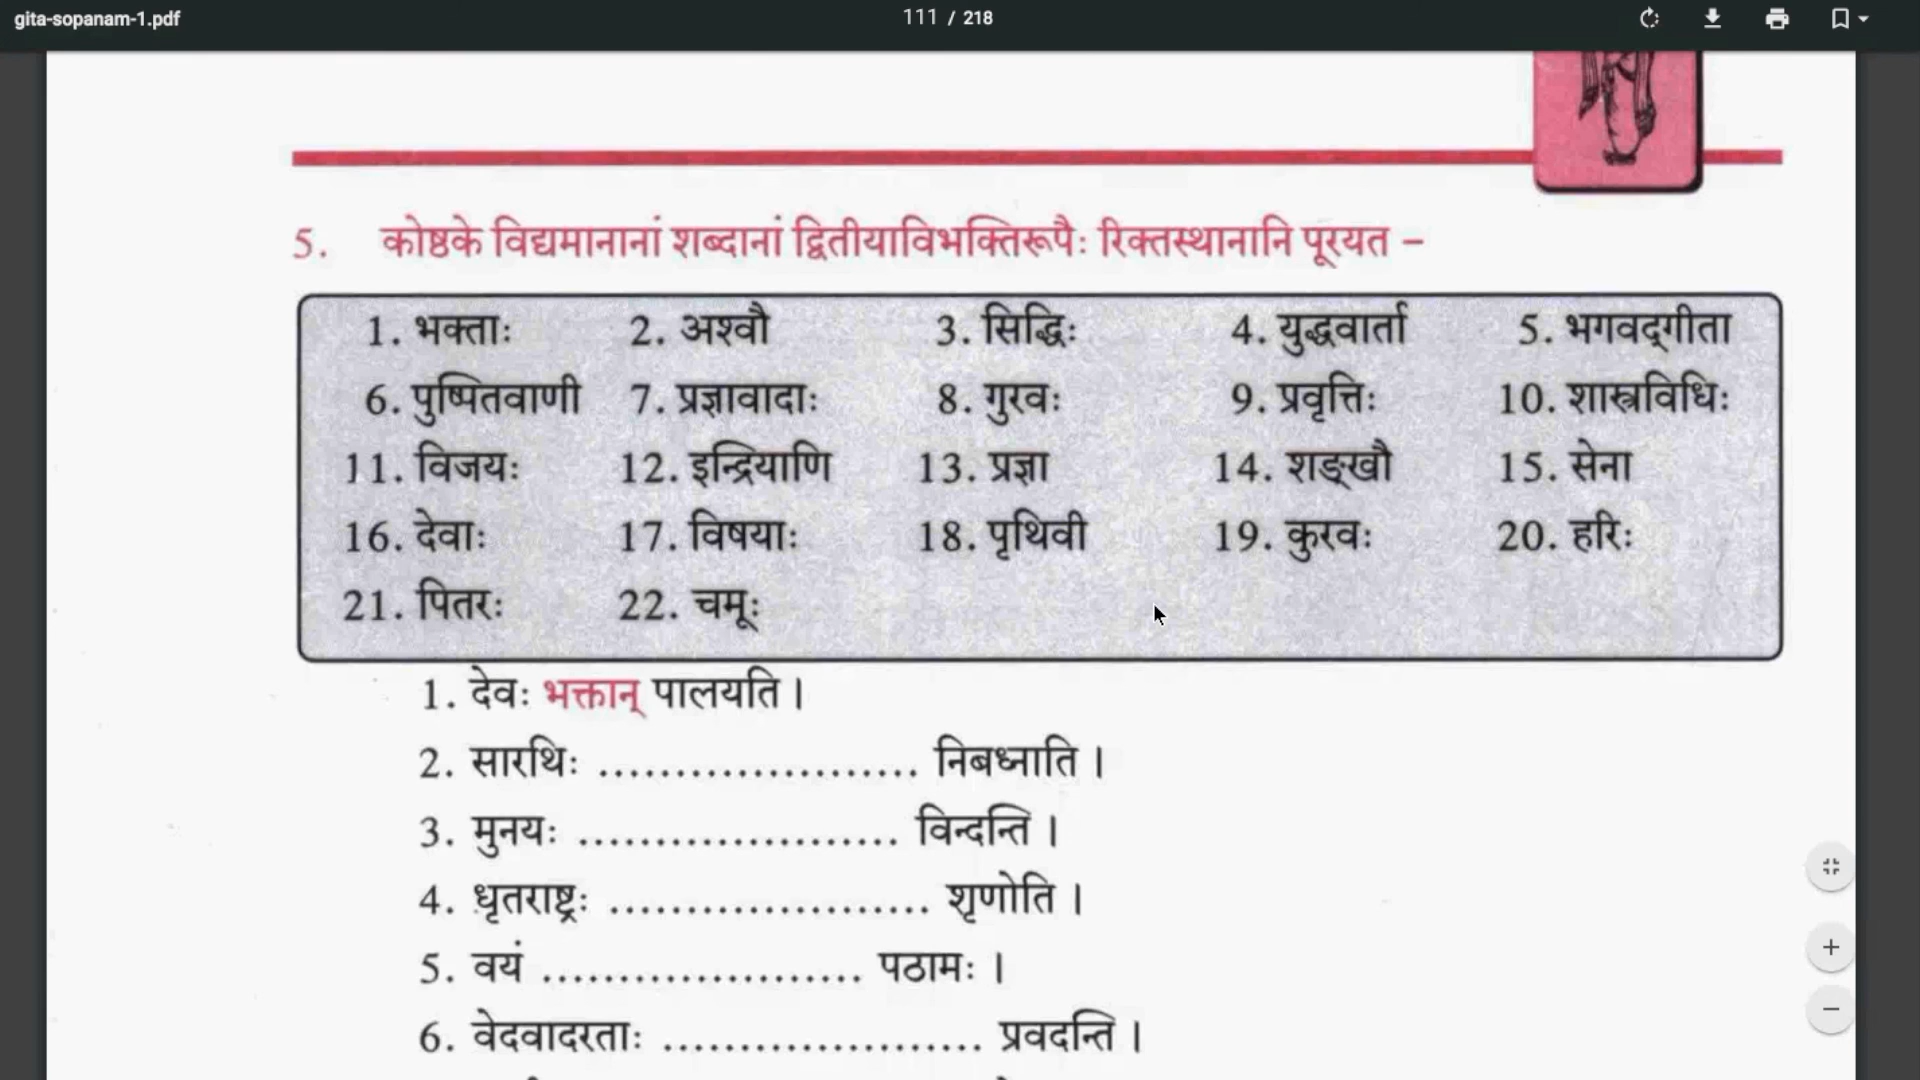 gita-sopanam-1.pdf
111 / 218
5. कोष्ठके विद्यमानानां शब्दानां द्वितीयाविभक्तिरूपैः रिक्तस्थानानि पूरयत –
1. भक्ताः 2. अश्वौ 3. सिद्धिः 4. युद्धवार्ता 5. भगवद्गीता
6. पुष्पितवाणी 7. प्रज्ञावादाः 8. गुरवः 9. प्रवृत्तिः 10. शास्त्रविधिः
11. विजयः 12. इन्द्रियाणि 13. प्रज्ञा 14. शङ्खौ 15. सेना
16. देवाः 17. विषयाः 18. पृथिवी 19. कुरवः 20. हरिः
21. पितरः 22. चमूः
1. देवः भक्तान् पालयति ।
2. सारथिः ..................... निबध्नाति ।
3. मुनयः ..................... विन्दन्ति ।
4. धृतराष्ट्रः ..................... शृणोति ।
5. वयं ..................... पठामः ।
6. वेदवादरताः ..................... प्रवदन्ति ।